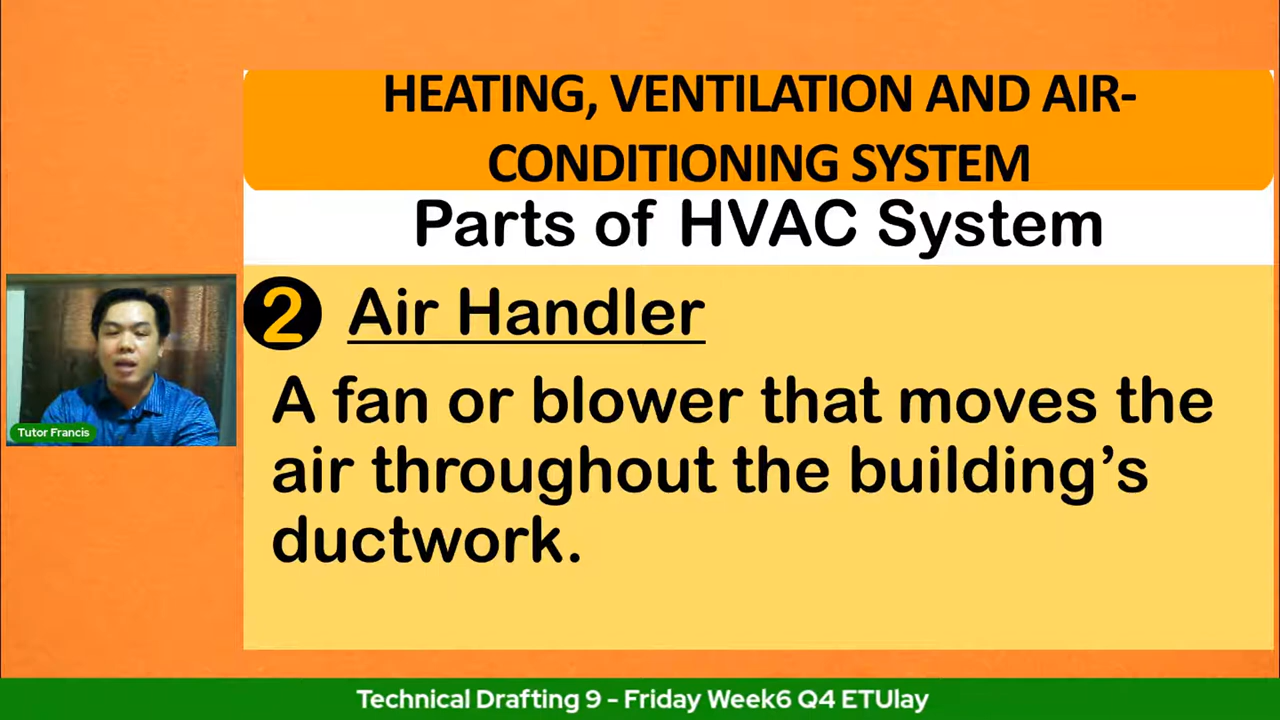 HEATING, VENTILATION AND AIR-
CONDITIONING SYSTEM
Parts of HVAC System
2 Air Handler
A fan or blower that moves the
air throughout the building’s
ductwork.
Tutor Francis
Technical Drafting 9 - Friday Week6 Q4 ETUlay